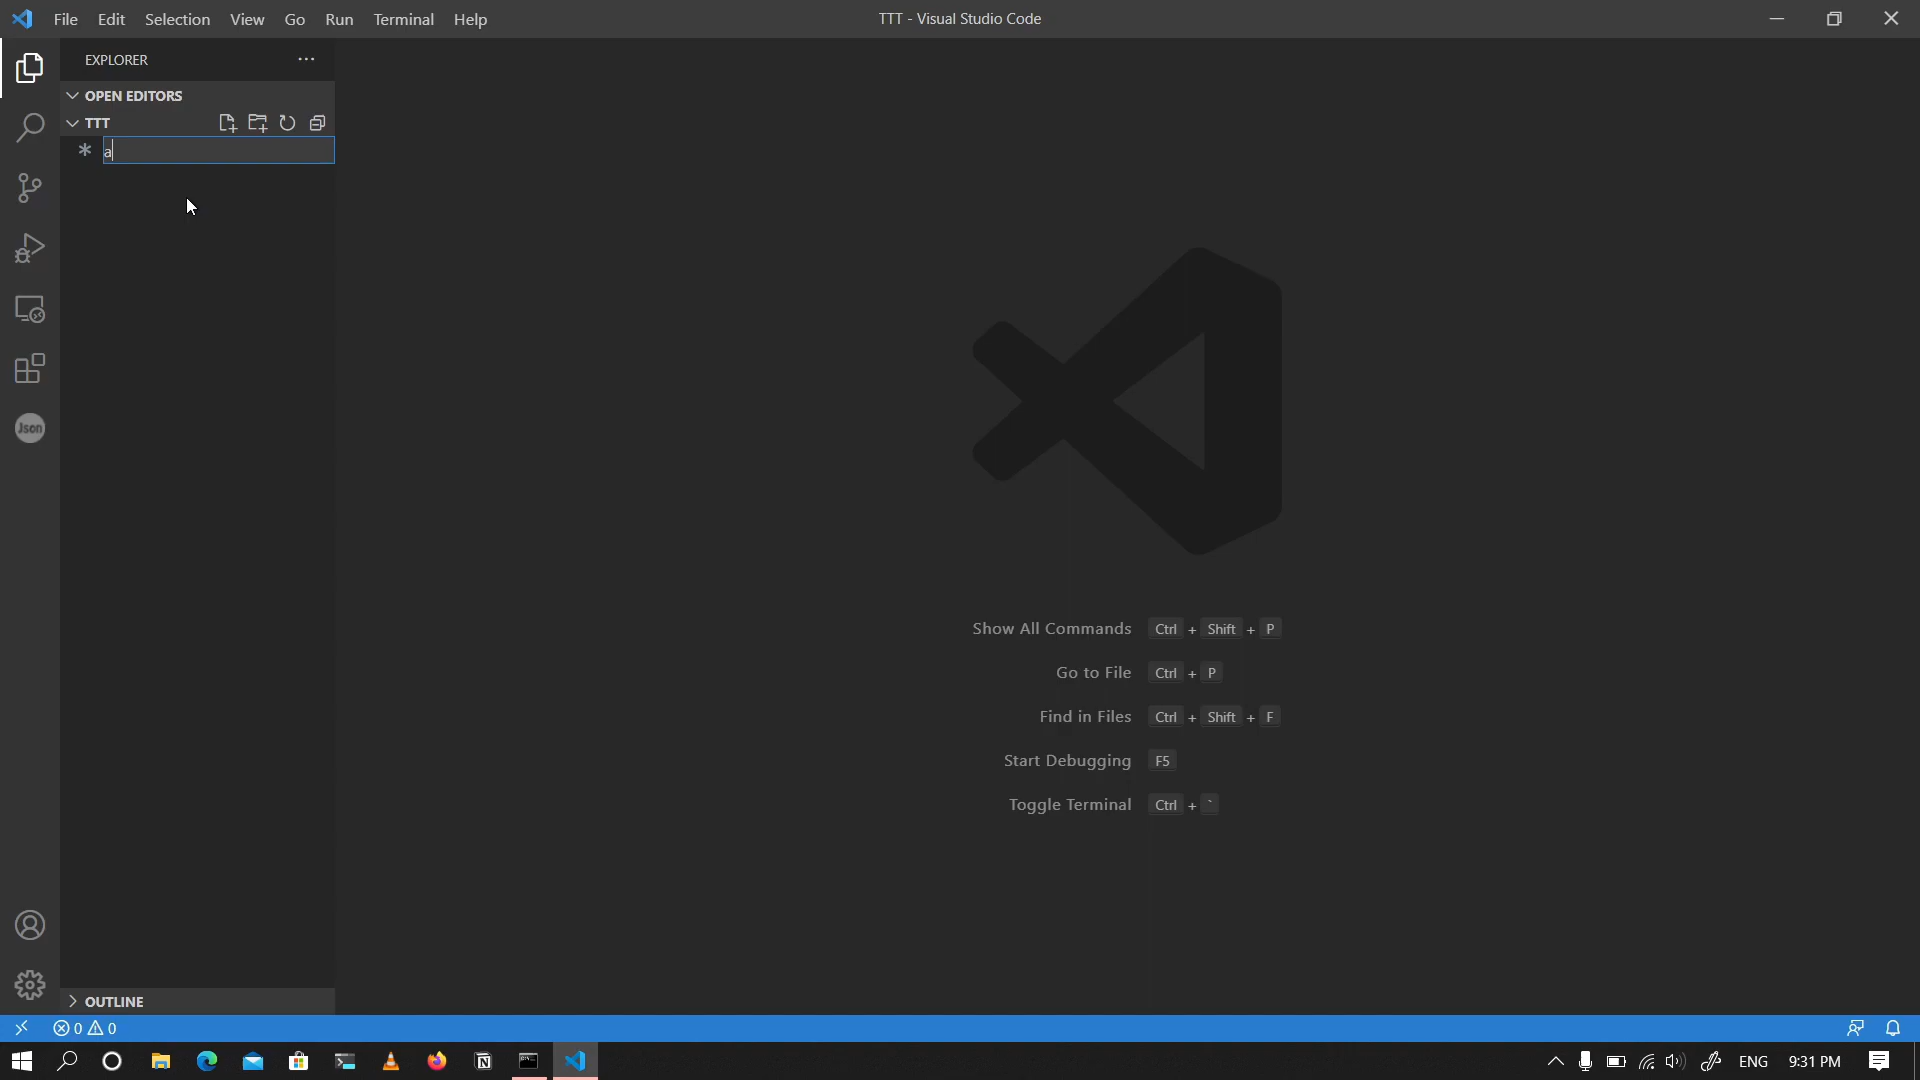 File Edit Selection View Go Run Terminal Help
TTT - Visual Studio Code
EXPLORER
OPEN EDITORS
TTT
a
Json
Show All Commands Ctrl + Shift + P
Go to File Ctrl + P
Find in Files Ctrl + Shift + F
Start Debugging F5
Toggle Terminal Ctrl + `
OUTLINE
0 0
ENG 9:31 PM